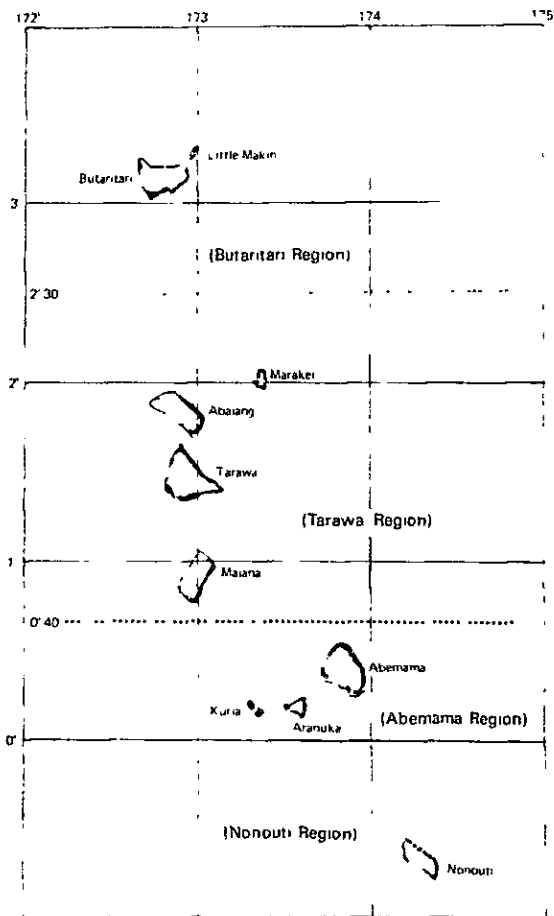 172° 173 174 175
Little Makin
Butaritari
3°
(Butaritari Region)
2° 30
Marakei
2°
Abaiang
Tarawa
(Tarawa Region)
1
Maiana
0° 40
Abemama
Kuria
Aranuka
(Abemama Region)
0°
(Nonouti Region)
Nonouti